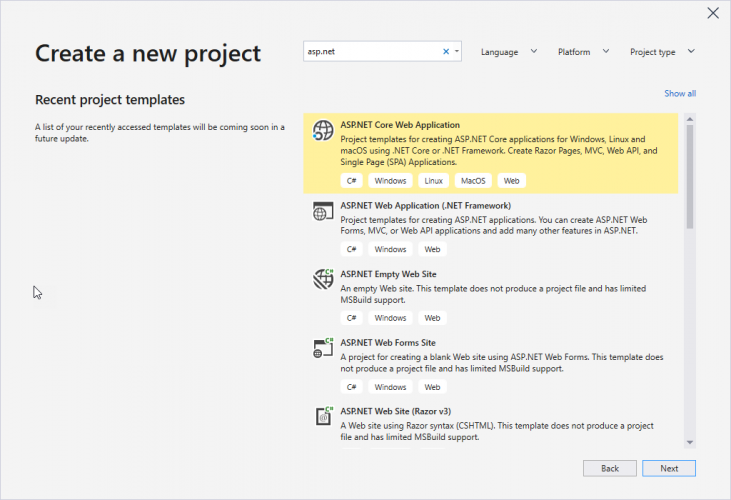 Create a new project
asp.net
Language
Platform
Project type
Recent project templates
Show all
A list of your recently accessed templates will be coming soon in a
future update.
ASP.NET Core Web Application
Project templates for creating ASP.NET Core applications for Windows, Linux and
macOS using .NET Core or .NET Framework. Create Razor Pages, MVC, Web API, and
Single Page (SPA) Applications.
C#
Windows
Linux
MacOS
Web
ASP.NET Web Application (.NET Framework)
Project templates for creating ASP.NET applications. You can create ASP.NET Web
Forms, MVC, or Web API applications and add many other features in ASP.NET.
C#
Windows
Web
ASP.NET Empty Web Site
An empty Web site. This template does not produce a project file and has limited
MSBuild support.
C#
Windows
Web
ASP.NET Web Forms Site
A project for creating a blank Web site using ASP.NET Web Forms. This template does
not produce a project file and has limited MSBuild support.
C#
Windows
Web
ASP.NET Web Site (Razor v3)
A Web site using Razor syntax (CSHTML). This template does not produce a project
file and has limited MSBuild support.
Back
Next